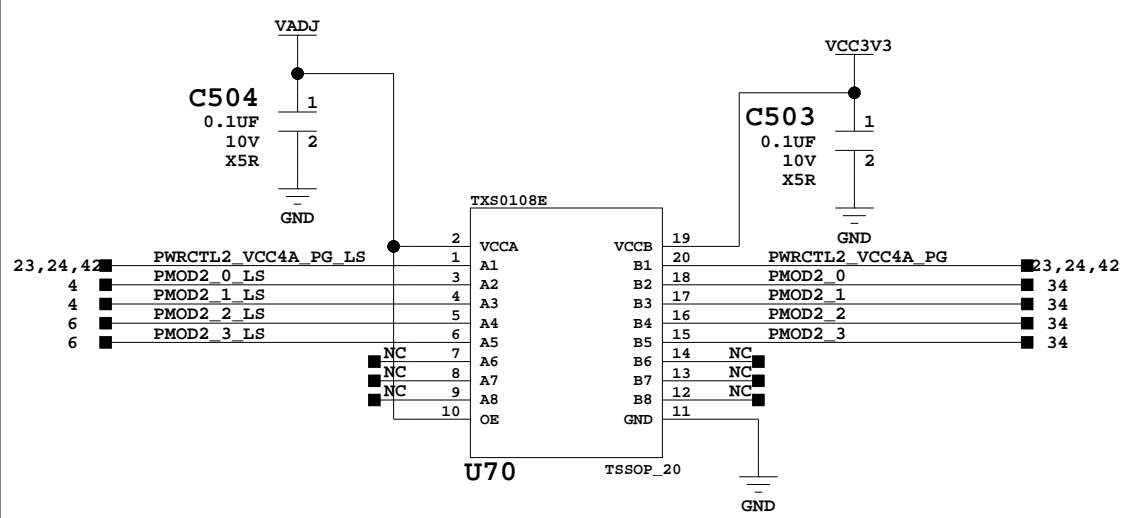 VADJ
VCC3V3
C504
1
0.1UF
10V
2
X5R
GND
C503
1
0.1UF
10V
2
X5R
GND
TXS0108E
2
VCCA
VCCB
19
23,24,42
PWRCTL2_VCC4A_PG_LS
1
A1
B1
20
PWRCTL2_VCC4A_PG
23,24,42
4
PMOD2_0_LS
3
A2
B2
18
PMOD2_0
34
4
PMOD2_1_LS
4
A3
B3
17
PMOD2_1
34
6
PMOD2_2_LS
5
A4
B4
16
PMOD2_2
34
6
PMOD2_3_LS
6
A5
B5
15
PMOD2_3
34
NC
7
A6
B6
14
NC
NC
8
A7
B7
13
NC
NC
9
A8
B8
12
NC
10
OE
GND
11
U70
TSSOP_20
GND